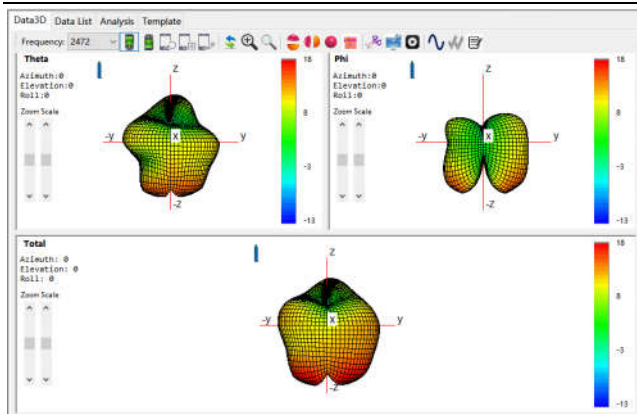 Data3D Data List Analysis Template
Frequency: 2472
Theta
Azimuth:0
Elevation:0
Roll:0
Zoom Scale
z
-y
x
y
-z
18
8
-3
-13
Phi
Azimuth:0
Elevation:0
Roll:0
Zoom Scale
z
-y
x
y
-z
18
8
-3
-13
Total
Azimuth: 0
Elevation: 0
Roll: 0
Zoom Scale
z
-y
x
y
-z
18
8
-3
-13